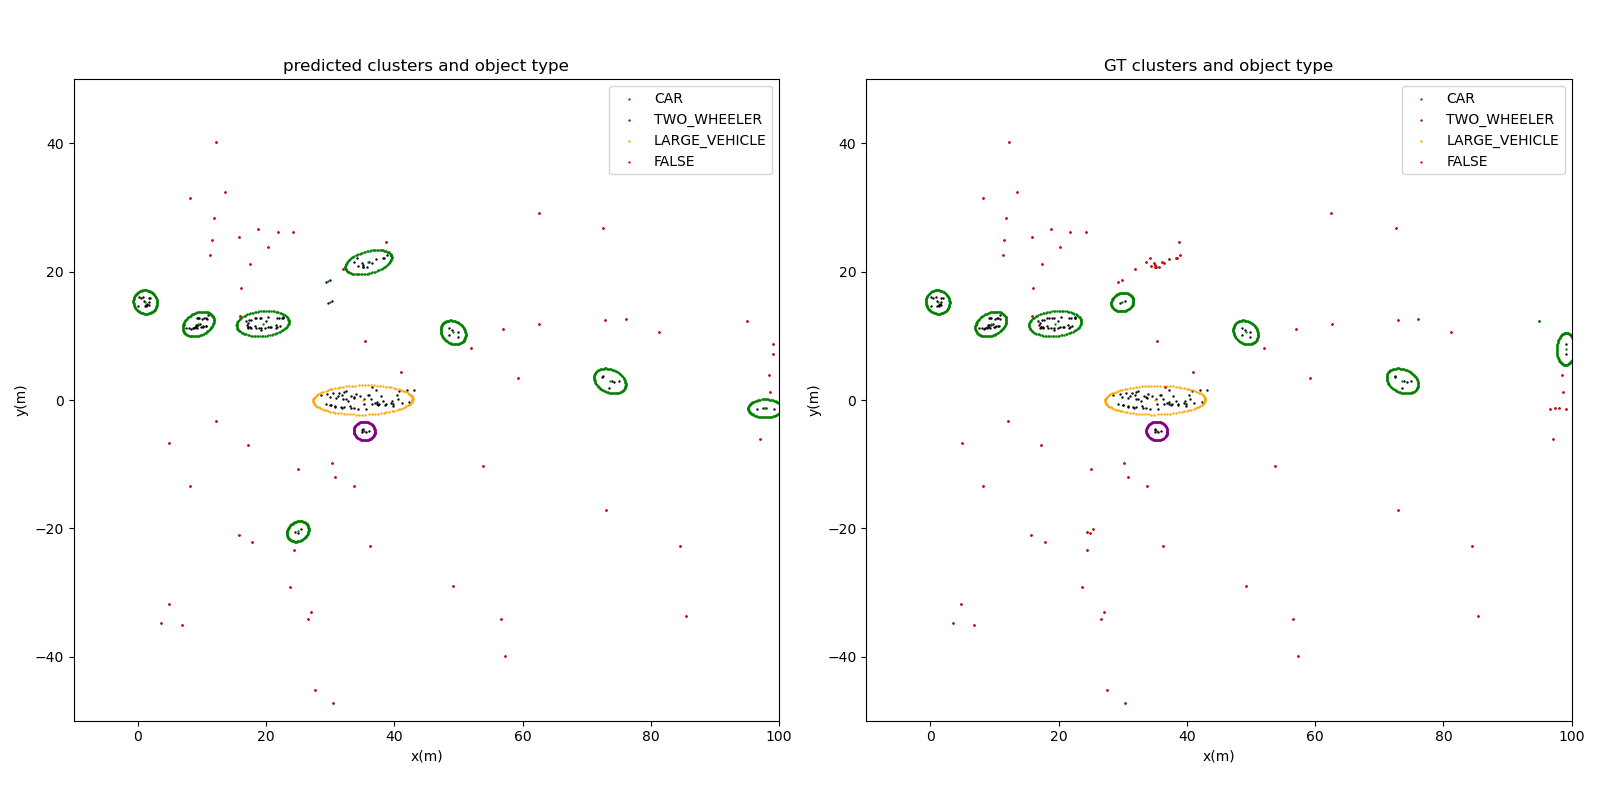 predicted clusters and object type
CAR
TWO_WHEELER
LARGE_VEHICLE
FALSE
40
20
0
−20
−40
y(m)
0
20
40
60
80
100
x(m)
GT clusters and object type
CAR
TWO_WHEELER
LARGE_VEHICLE
FALSE
40
20
0
−20
−40
y(m)
0
20
40
60
80
100
x(m)